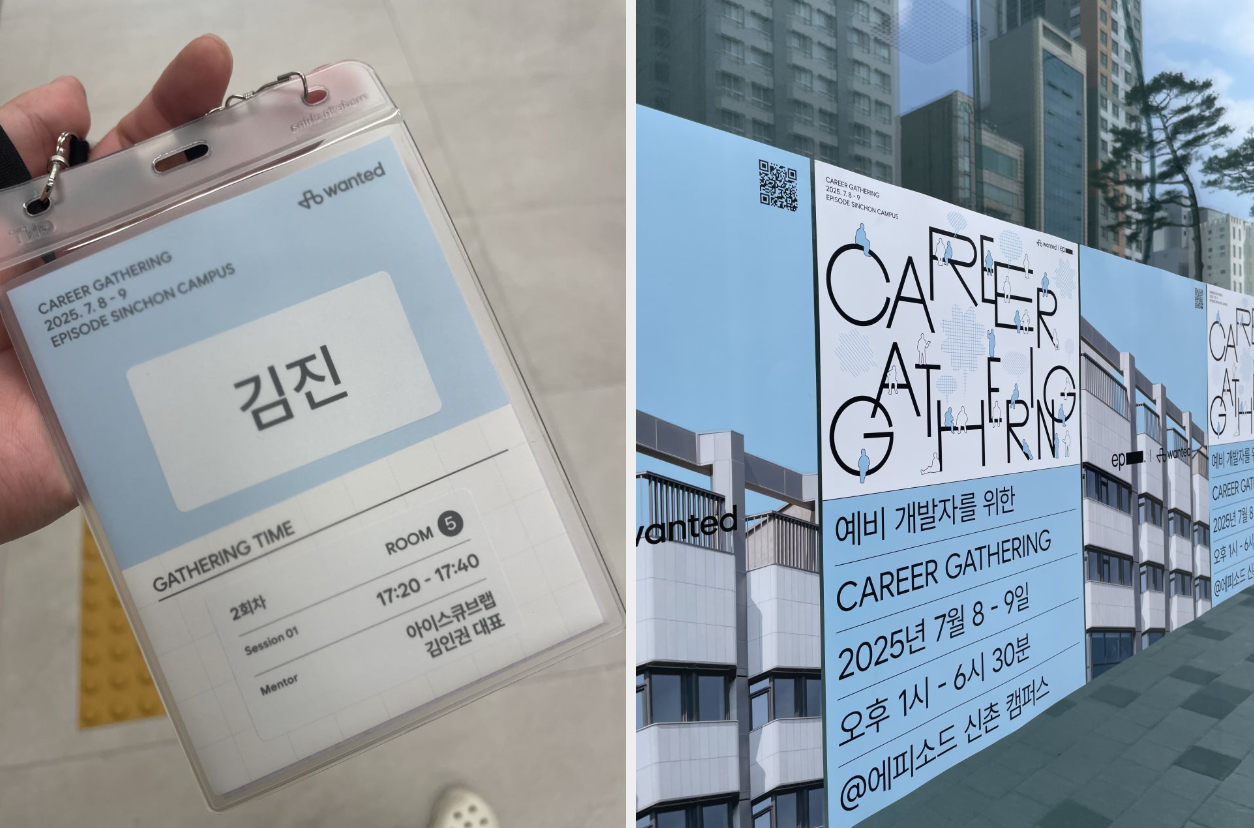 wanted
CAREER GATHERING
2025. 7. 8 - 9
EPISODE SINCHON CAMPUS
김진
GATHERING TIME
2회차 ROOM 5
Session 01 17:20 - 17:40
Mentor 아이스큐브랩
김인권 대표
CAREER GATHERING
2025. 7. 8 - 9
EPISODE SINCHON CAMPUS
wanted | ep
CAREER
GATHERING
예비 개발자를 위한
CAREER GATHERING
2025년 7월 8 - 9일
오후 1시 - 6시 30분
@에피소드 신촌 캠퍼스
wanted
ep | wanted